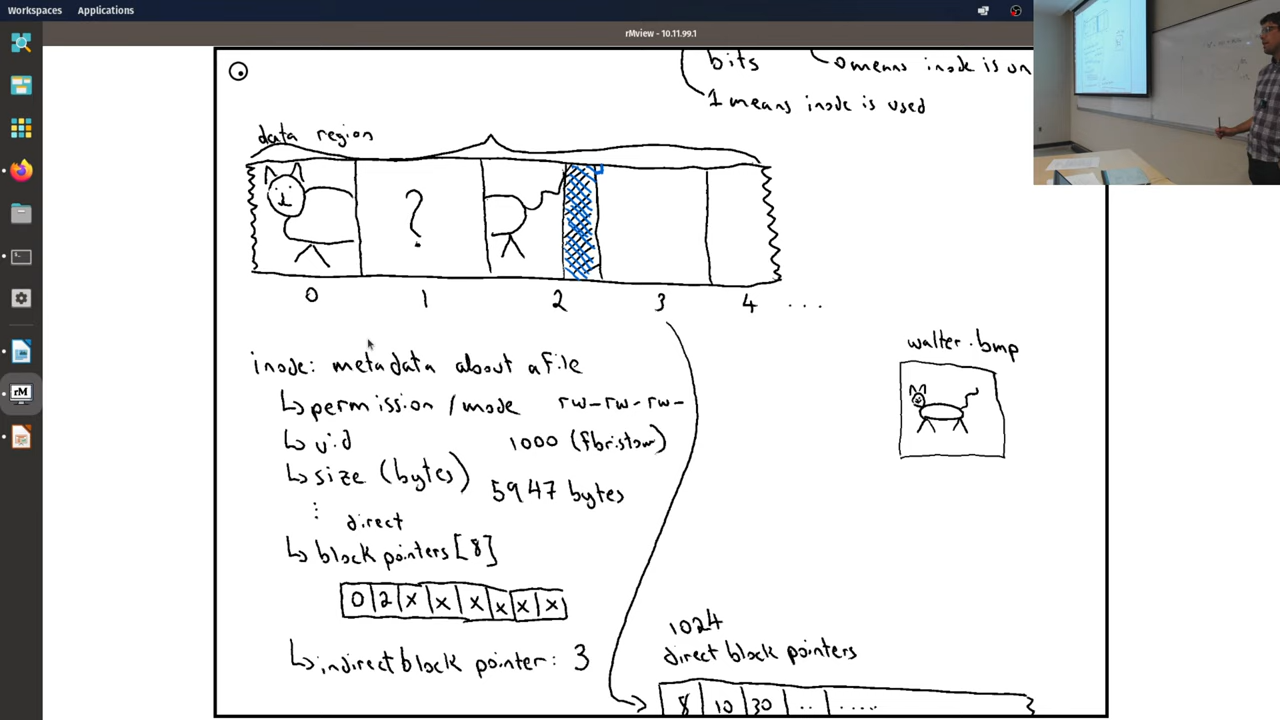 Workspaces Applications
rMview - 10.11.99.1
bits 0 means inode is un
1 means inode is used
data region
?
0 1 2 3 4 ...
inode: metadata about a file
permission / mode rw-rw-rw-
uid 1000 (fbristow)
size (bytes) 5947 bytes
⋮ direct
block pointers [8]
0 2 x x x x x x
indirect block pointer: 3
walter.bmp
1024
direct block pointers
8 10 30 .. ....
rM